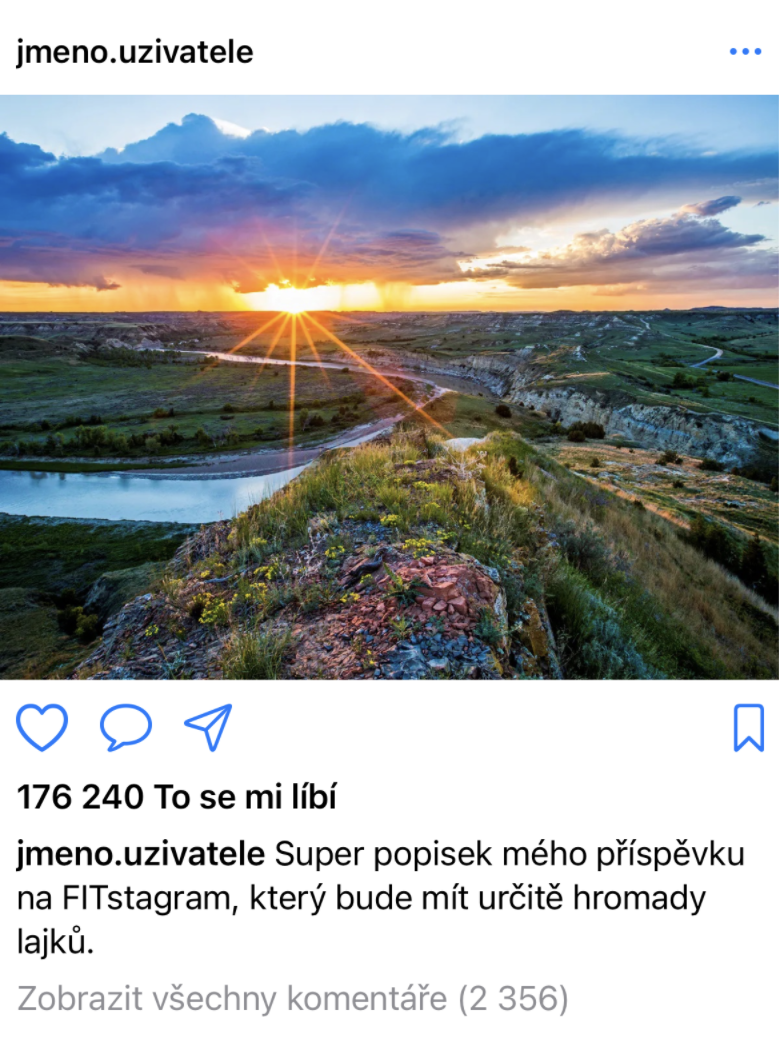 jmeno.uzivatele
176 240 To se mi líbí
jmeno.uzivatele Super popisek mého příspěvku
na FITstagram, který bude mít určitě hromady
lajků.
Zobrazit všechny komentáře (2 356)